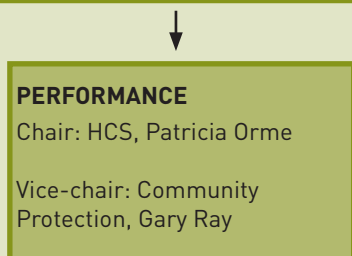 PERFORMANCE
Chair: HCS, Patricia Orme
Vice-chair: Community
Protection, Gary Ray